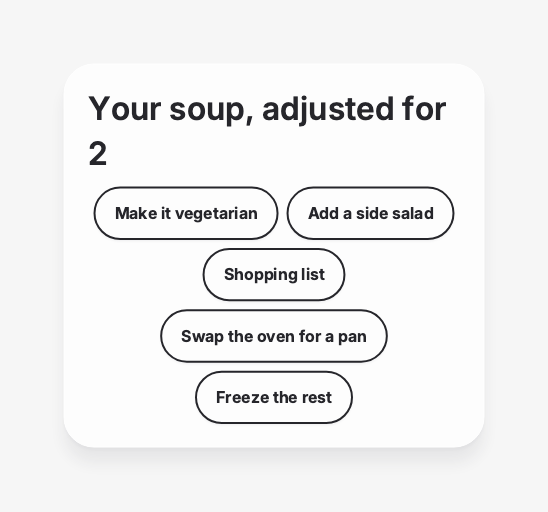 Your soup, adjusted for
2
Make it vegetarian
Add a side salad
Shopping list
Swap the oven for a pan
Freeze the rest